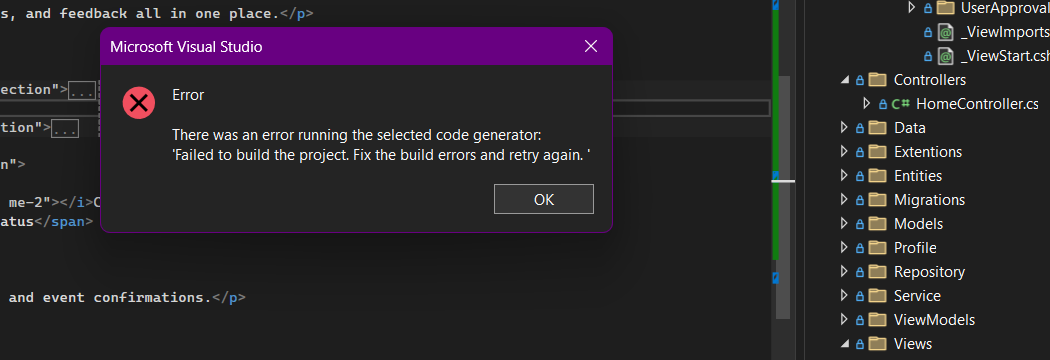 s, and feedback all in one place.</p>
ection">...
tion">...
n">
me-2"></i>C
atus</span>
and event confirmations.</p>
Microsoft Visual Studio
Error
There was an error running the selected code generator:
'Failed to build the project. Fix the build errors and retry again. '
OK
UserApproval
_ViewImports
_ViewStart.csh
Controllers
C# HomeController.cs
Data
Extentions
Entities
Migrations
Models
Profile
Repository
Service
ViewModels
Views